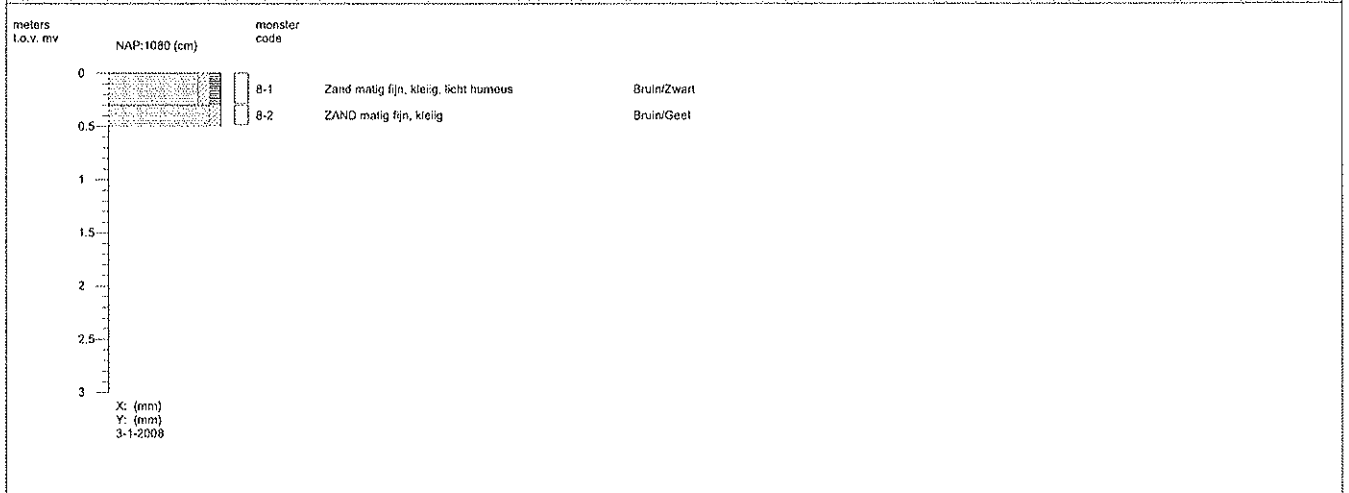 meters
t.o.v. mv
monster
code
NAP:1080 (cm)
0
8-1 Zand matig fijn, kleiig, licht humous Bruin/Zwart
8-2 ZAND matig fijn, kleiig Bruin/Geel
0.5
1
1.5
2
2.5
3
X: (mm)
Y: (mm)
3-1-2008